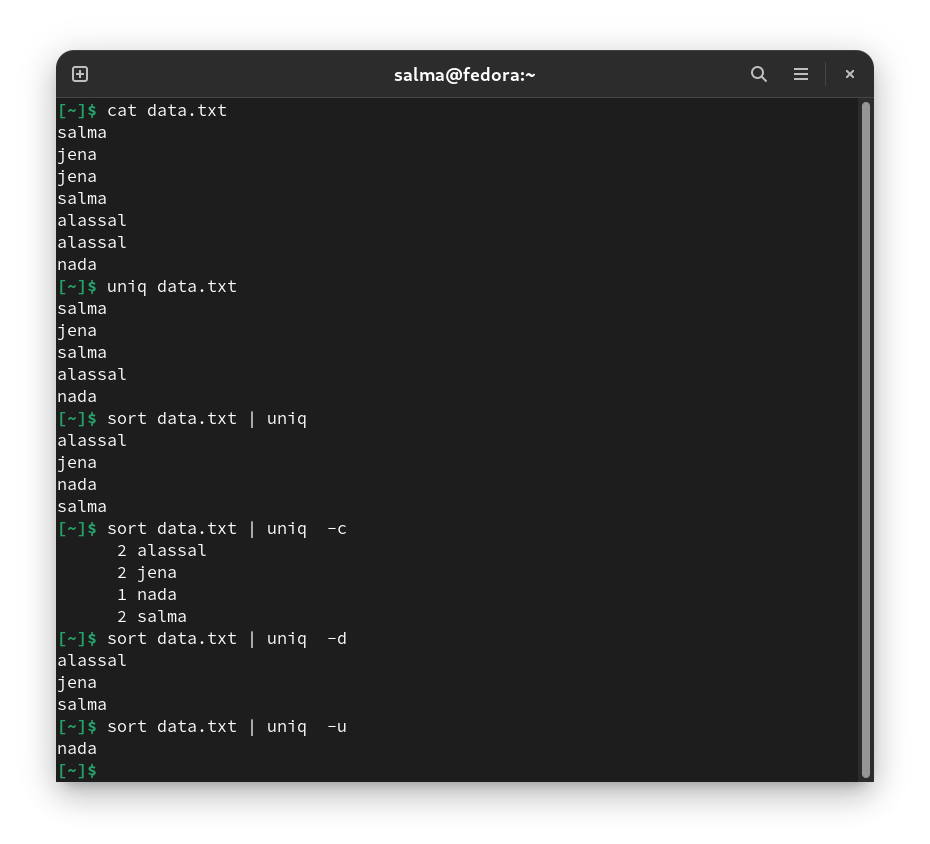 salma@fedora:~
[~]$ cat data.txt
salma
jena
jena
salma
alassal
alassal
nada
[~]$ uniq data.txt
salma
jena
salma
alassal
nada
[~]$ sort data.txt | uniq
alassal
jena
nada
salma
[~]$ sort data.txt | uniq  -c
      2 alassal
      2 jena
      1 nada
      2 salma
[~]$ sort data.txt | uniq  -d
alassal
jena
salma
[~]$ sort data.txt | uniq  -u
nada
[~]$